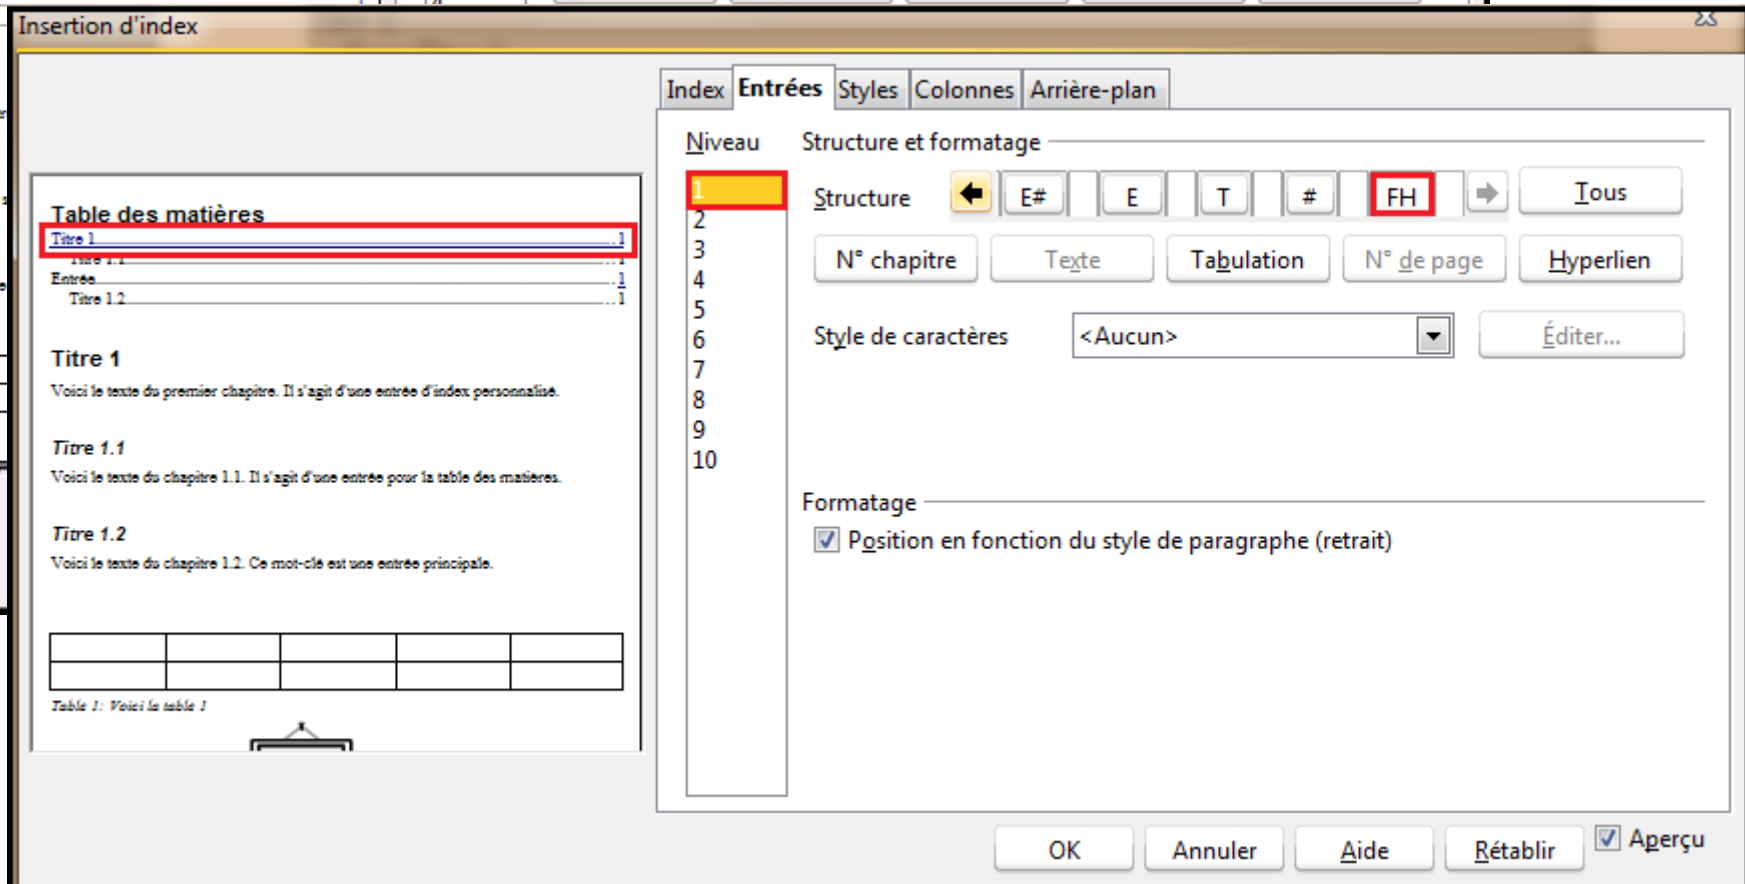 Insertion d'index
Index Entrées Styles Colonnes Arrière-plan
Table des matières
Titre 1 1
Titre 1.1 1
Entrée 1
Titre 1.2 1
Titre 1
Voici le texte du premier chapitre. Il s'agit d'une entrée d'index personnalisé.
Titre 1.1
Voici le texte du chapitre 1.1. Il s'agit d'une entrée pour la table des matières.
Titre 1.2
Voici le texte du chapitre 1.2. Ce mot-clé est une entrée principale.
Table 1: Voici la table 1
Niveau
1
2
3
4
5
6
7
8
9
10
Structure et formatage
Structure E# E T # FH Tous
N° chapitre Texte Tabulation N° de page Hyperlien
Style de caractères <Aucun> Éditer...
Formatage
Position en fonction du style de paragraphe (retrait)
OK Annuler Aide Rétablir Aperçu